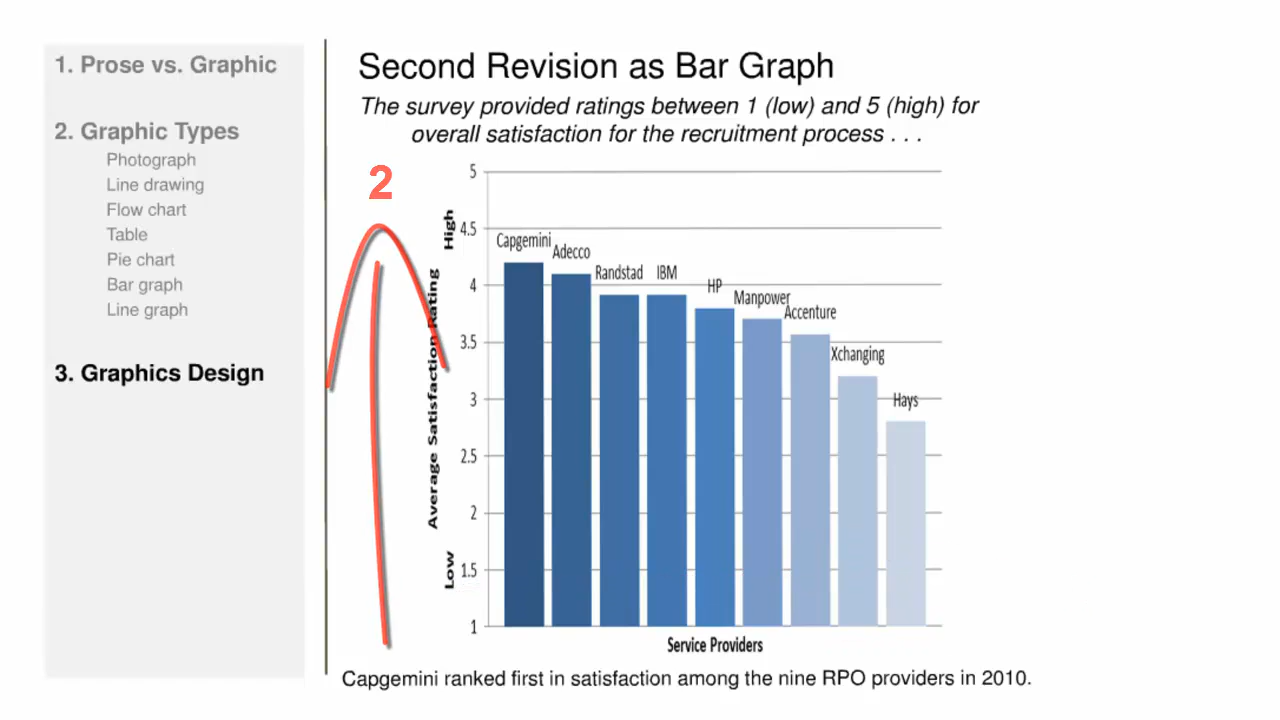 1. Prose vs. Graphic
2. Graphic Types
Photograph
Line drawing
Flow chart
Table
Pie chart
Bar graph
Line graph
3. Graphics Design
Second Revision as Bar Graph
The survey provided ratings between 1 (low) and 5 (high) for
overall satisfaction for the recruitment process . . .
2
High
Average Satisfaction Rating
Low
5
4.5
4
3.5
3
2.5
2
1.5
1
Capgemini
Adecco
Randstad
IBM
HP
Manpower
Accenture
Xchanging
Hays
Service Providers
Capgemini ranked first in satisfaction among the nine RPO providers in 2010.